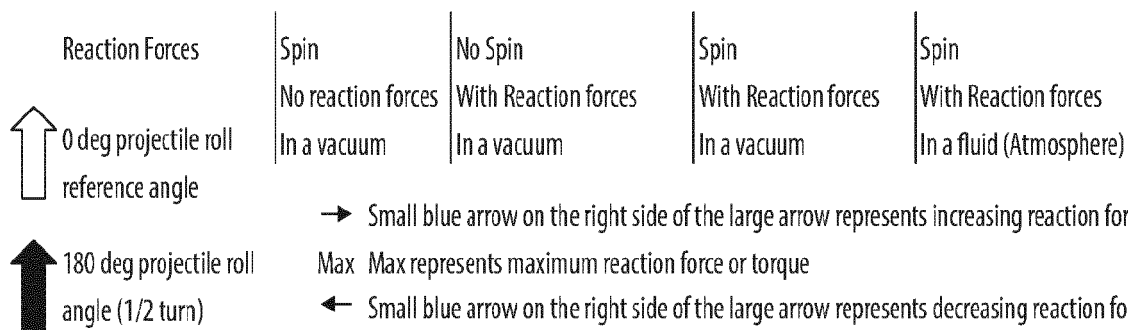 Reaction Forces Spin No Spin Spin Spin
No reaction forces With Reaction forces With Reaction forces With Reaction forces
0 deg projectile roll In a vacuum In a vacuum In a vacuum In a fluid (Atmosphere)
reference angle
→ Small blue arrow on the right side of the large arrow represents increasing reaction for
180 deg projectile roll Max Max represents maximum reaction force or torque
angle (1/2 turn) ← Small blue arrow on the right side of the large arrow represents decreasing reaction fo